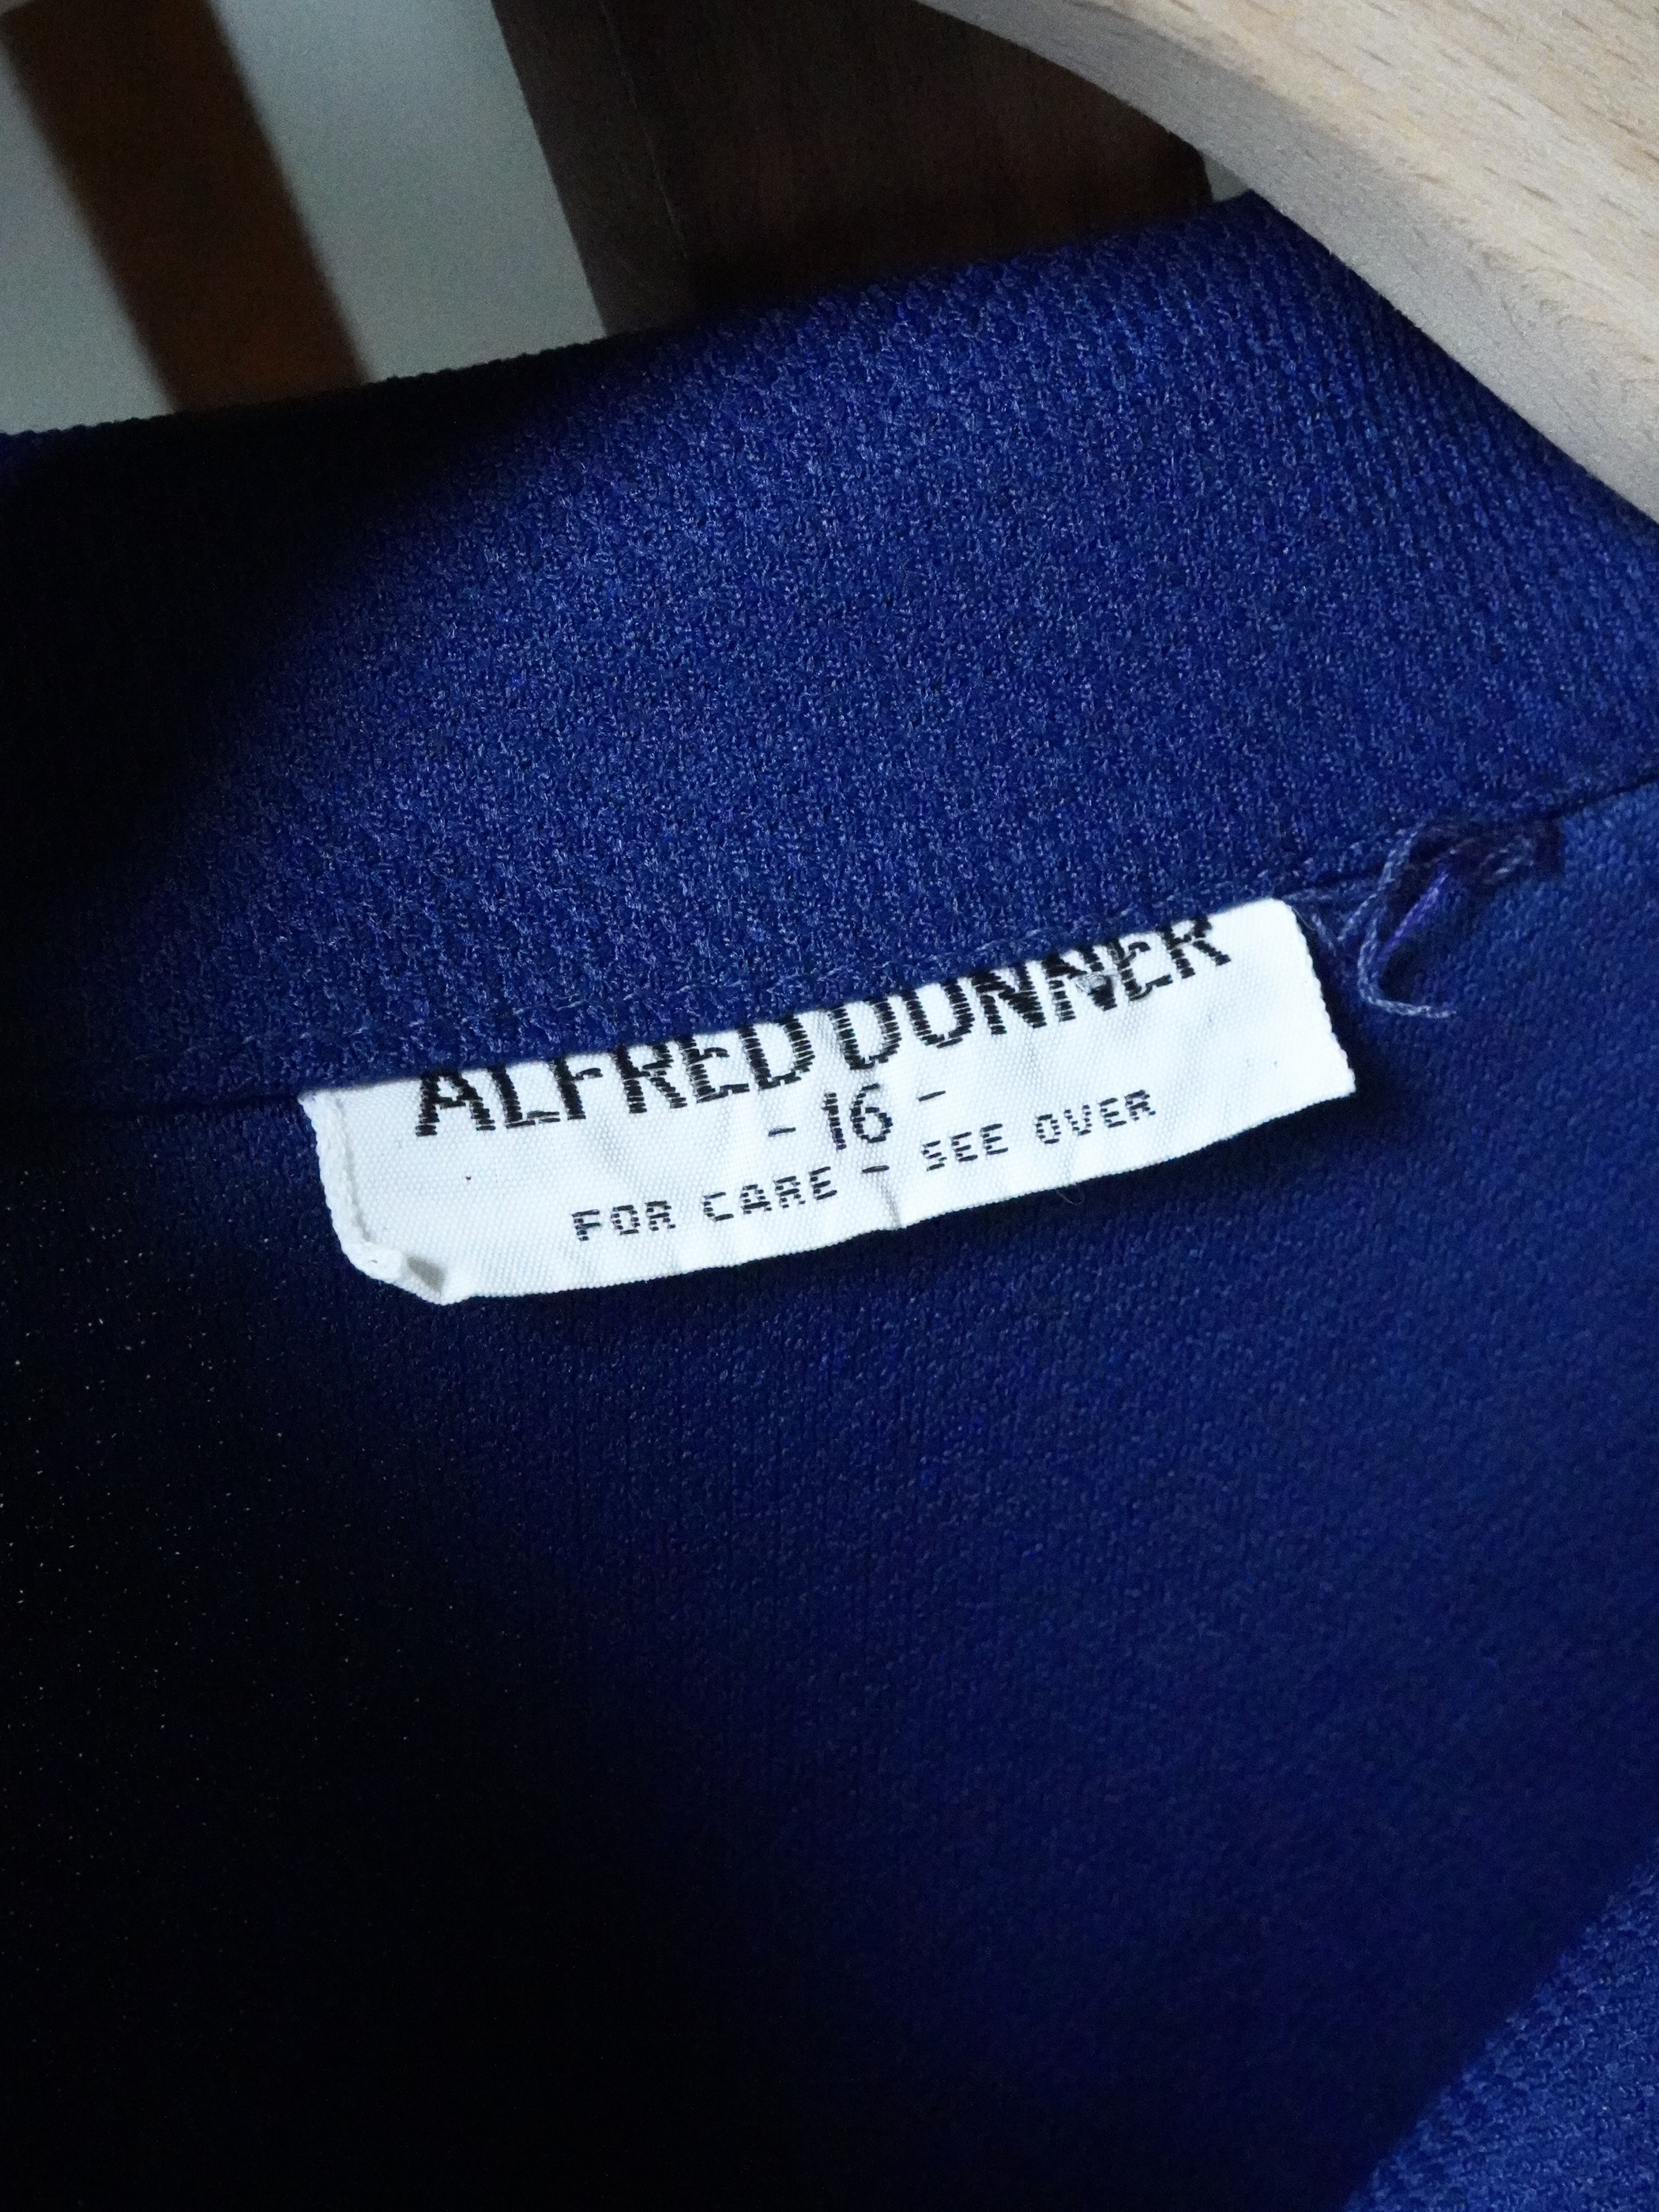 ALFRED DUNNER
- 16 -
FOR CARE - SEE OVER